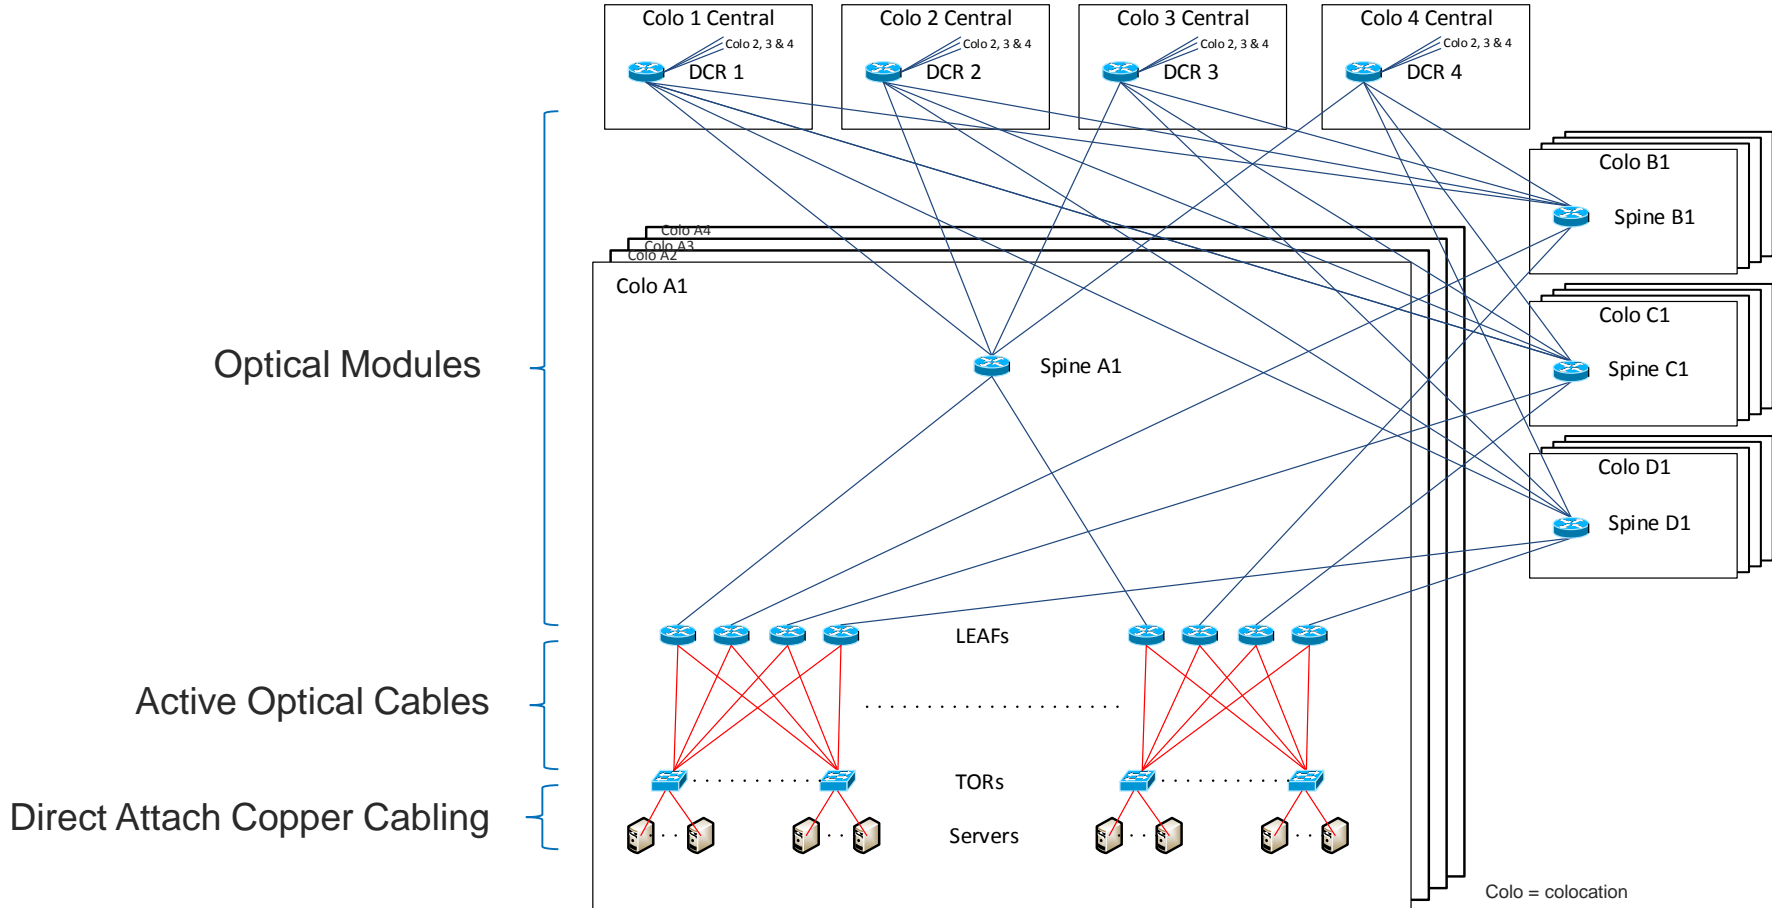 Colo 1 Central
Colo 2, 3 & 4
DCR 1
Colo 2 Central
Colo 2, 3 & 4
DCR 2
Colo 3 Central
Colo 2, 3 & 4
DCR 3
Colo 4 Central
Colo 2, 3 & 4
DCR 4
Colo B1
Spine B1
Colo A4
Colo A3
Colo A2
Colo A1
Colo C1
Spine C1
Optical Modules
Spine A1
Colo D1
Spine D1
LEAFs
Active Optical Cables
TORs
Direct Attach Copper Cabling
Servers
Colo = colocation